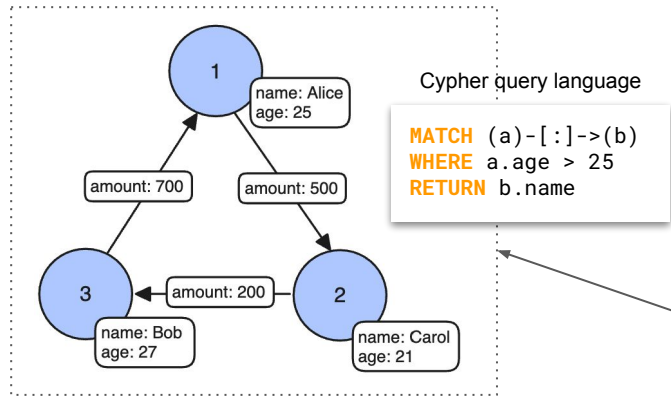 1
name: Alice
age: 25
Cypher query language
MATCH (a)-[:]->(b)
WHERE a.age > 25
RETURN b.name
amount: 700
amount: 500
3
amount: 200
2
name: Bob
age: 27
name: Carol
age: 21